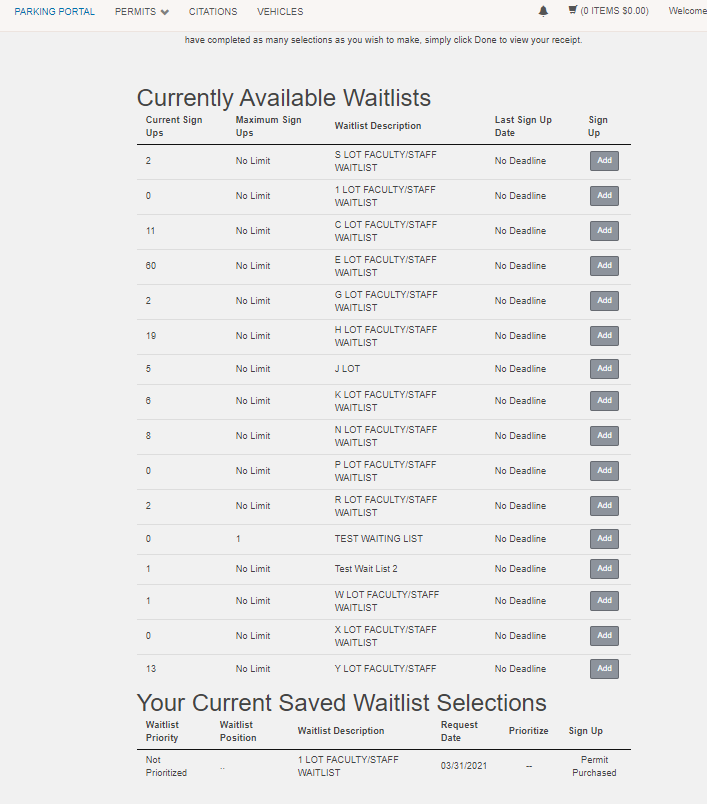 PARKING PORTAL PERMITS CITATIONS VEHICLES (0 ITEMS $0.00) Welcome
have completed as many selections as you wish to make, simply click Done to view your receipt.
Currently Available Waitlists
Current Sign Ups Maximum Sign Ups Waitlist Description Last Sign Up Date Sign Up
2 No Limit S LOT FACULTY/STAFF WAITLIST No Deadline Add
0 No Limit 1 LOT FACULTY/STAFF WAITLIST No Deadline Add
11 No Limit C LOT FACULTY/STAFF WAITLIST No Deadline Add
60 No Limit E LOT FACULTY/STAFF WAITLIST No Deadline Add
2 No Limit G LOT FACULTY/STAFF WAITLIST No Deadline Add
19 No Limit H LOT FACULTY/STAFF WAITLIST No Deadline Add
5 No Limit J LOT No Deadline Add
6 No Limit K LOT FACULTY/STAFF WAITLIST No Deadline Add
8 No Limit N LOT FACULTY/STAFF WAITLIST No Deadline Add
0 No Limit P LOT FACULTY/STAFF WAITLIST No Deadline Add
2 No Limit R LOT FACULTY/STAFF WAITLIST No Deadline Add
0 1 TEST WAITING LIST No Deadline Add
1 No Limit Test Wait List 2 No Deadline Add
1 No Limit W LOT FACULTY/STAFF WAITLIST No Deadline Add
0 No Limit X LOT FACULTY/STAFF WAITLIST No Deadline Add
13 No Limit Y LOT FACULTY/STAFF No Deadline Add
Your Current Saved Waitlist Selections
Waitlist Priority Waitlist Position Waitlist Description Request Date Prioritize Sign Up
Not Prioritized .. 1 LOT FACULTY/STAFF WAITLIST 03/31/2021 -- Permit Purchased